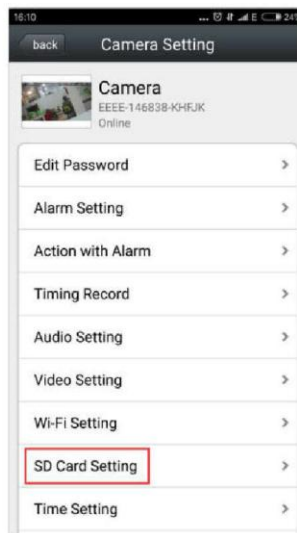 16:10 ... E 24%
back Camera Setting
Camera
EEEE-146838-KHFJK
Online
Edit Password
Alarm Setting
Action with Alarm
Timing Record
Audio Setting
Video Setting
Wi-Fi Setting
SD Card Setting
Time Setting